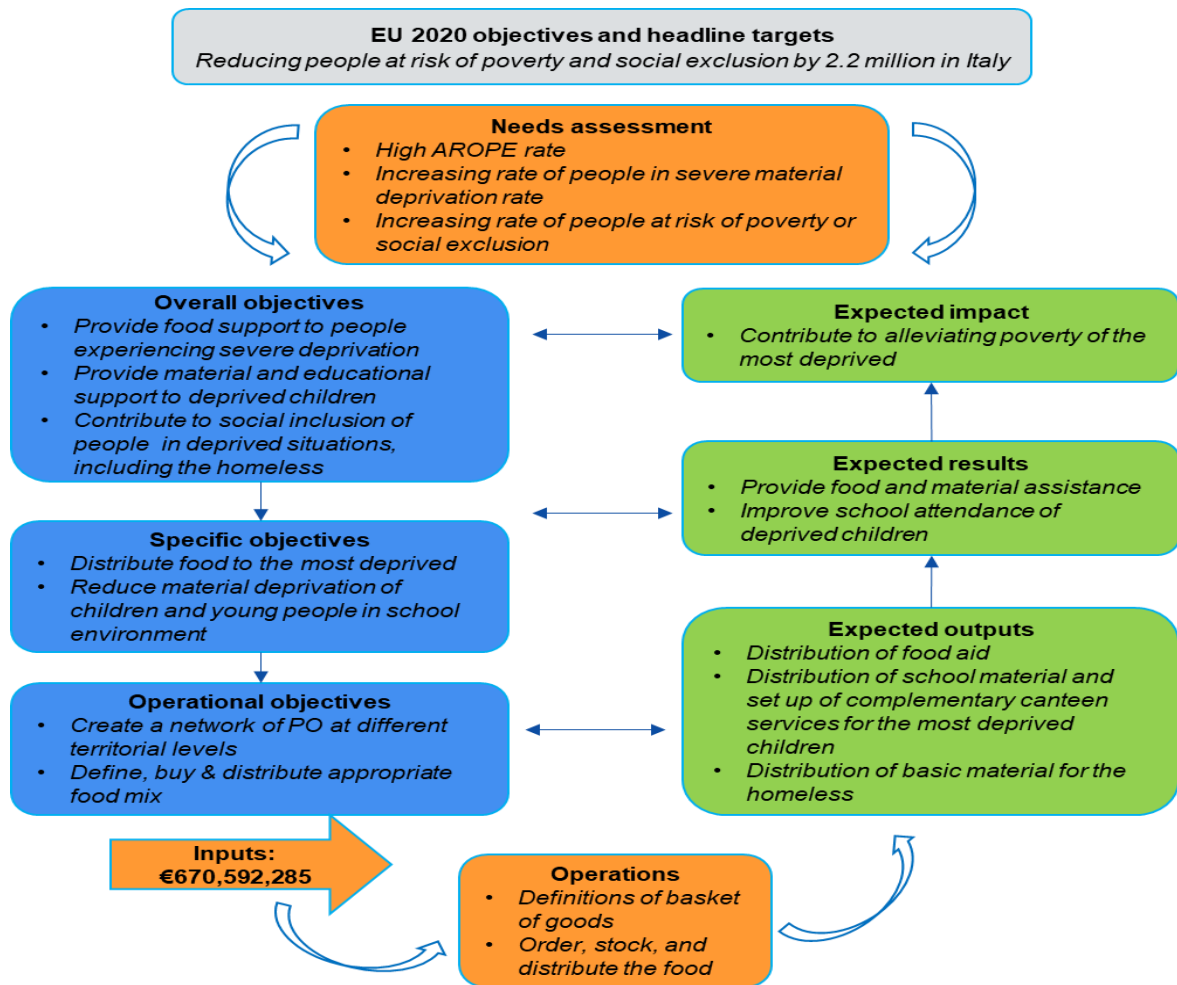 EU 2020 objectives and headline targets
Reducing people at risk of poverty and social exclusion by 2.2 million in Italy
Needs assessment
• High AROPE rate
• Increasing rate of people in severe material
deprivation rate
• Increasing rate of people at risk of poverty or
social exclusion
Overall objectives
• Provide food support to people
experiencing severe deprivation
• Provide material and educational
support to deprived children
• Contribute to social inclusion of
people in deprived situations,
including the homeless
Expected impact
• Contribute to alleviating poverty of the
most deprived
Expected results
• Provide food and material assistance
• Improve school attendance of
deprived children
Specific objectives
• Distribute food to the most deprived
• Reduce material deprivation of
children and young people in school
environment
Expected outputs
• Distribution of food aid
• Distribution of school material and
set up of complementary canteen
services for the most deprived
children
• Distribution of basic material for the
homeless
Operational objectives
• Create a network of PO at different
territorial levels
• Define, buy & distribute appropriate
food mix
Inputs:
€670,592,285
Operations
• Definitions of basket
of goods
• Order, stock, and
distribute the food